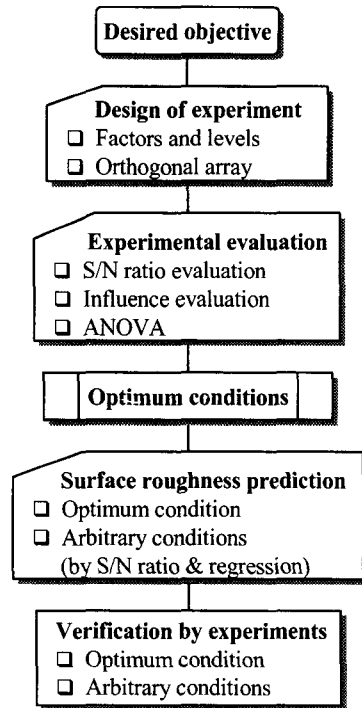 Desired objective
Design of experiment
❑ Factors and levels
❑ Orthogonal array
Experimental evaluation
❑ S/N ratio evaluation
❑ Influence evaluation
❑ ANOVA
Optimum conditions
Surface roughness prediction
❑ Optimum condition
❑ Arbitrary conditions
(by S/N ratio & regression)
Verification by experiments
❑ Optimum condition
❑ Arbitrary conditions